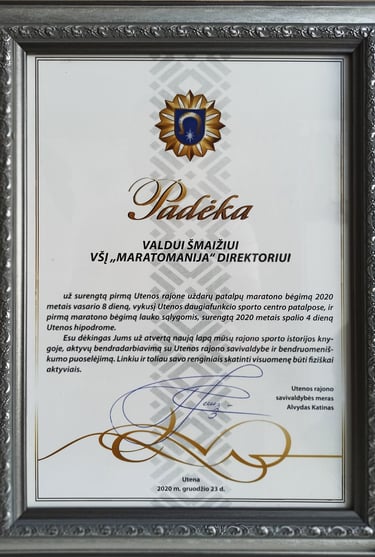 Padėka
VALDUI ŠMAIŽIUI
VŠĮ „MARATOMANIJA“ DIREKTORIUI
už surengtą pirmą Utenos rajone uždarų patalpų maratono bėgimą 2020
metais vasario 8 dieną, vykusį Utenos daugiafunkcio sporto centro patalpose, ir
pirmą maratono bėgimą lauko sąlygomis, surengtą 2020 metais spalio 4 dieną
Utenos hipodrome.
Esu dėkingas Jums už atvertą naują lapą mūsų rajono sporto istorijos kny-
goje, aktyvų bendradarbiavimą su Utenos rajono savivaldybe ir bendruomeniš-
kumo puoselėjimą. Linkiu ir toliau savo renginiais skatinti visuomenę būti fiziškai
aktyviais.
Utenos rajono
savivaldybės meras
Alvydas Katinas
Utena
2020 m. gruodžio 23 d.